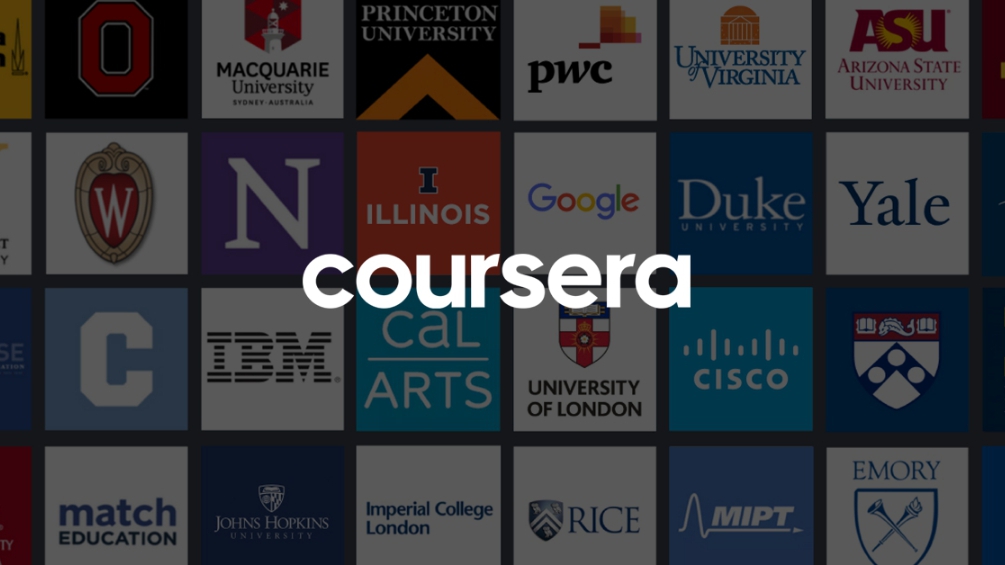 O
MACQUARIE
University
SYDNEY·AUSTRALIA
PRINCETON
UNIVERSITY
pwc
UNIVERSITY
of VIRGINIA
ASU
ARIZONA STATE
UNIVERSITY
W
N
I
ILLINOIS
Google
Duke
UNIVERSITY
Yale
coursera
C
IBM®
CAL
ARTS
UNIVERSITY
OF LONDON
CISCO
match
EDUCATION
JOHNS HOPKINS
UNIVERSITY
Imperial College
London
RICE
MIPT
EMORY